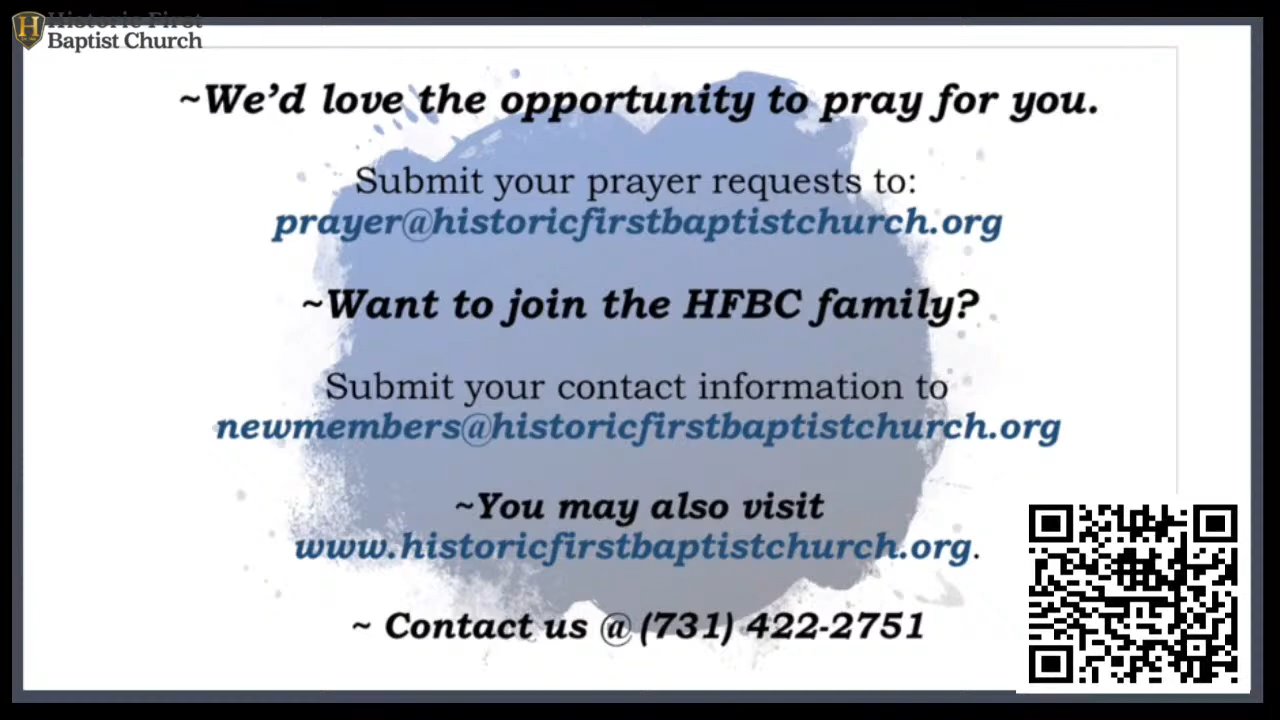 Historic First
Baptist Church
~We'd love the opportunity to pray for you.
Submit your prayer requests to:
prayer@historicfirstbaptistchurch.org
~Want to join the HFBC family?
Submit your contact information to
newmembers@historicfirstbaptistchurch.org
~You may also visit
www.historicfirstbaptistchurch.org.
~ Contact us @ (731) 422-2751